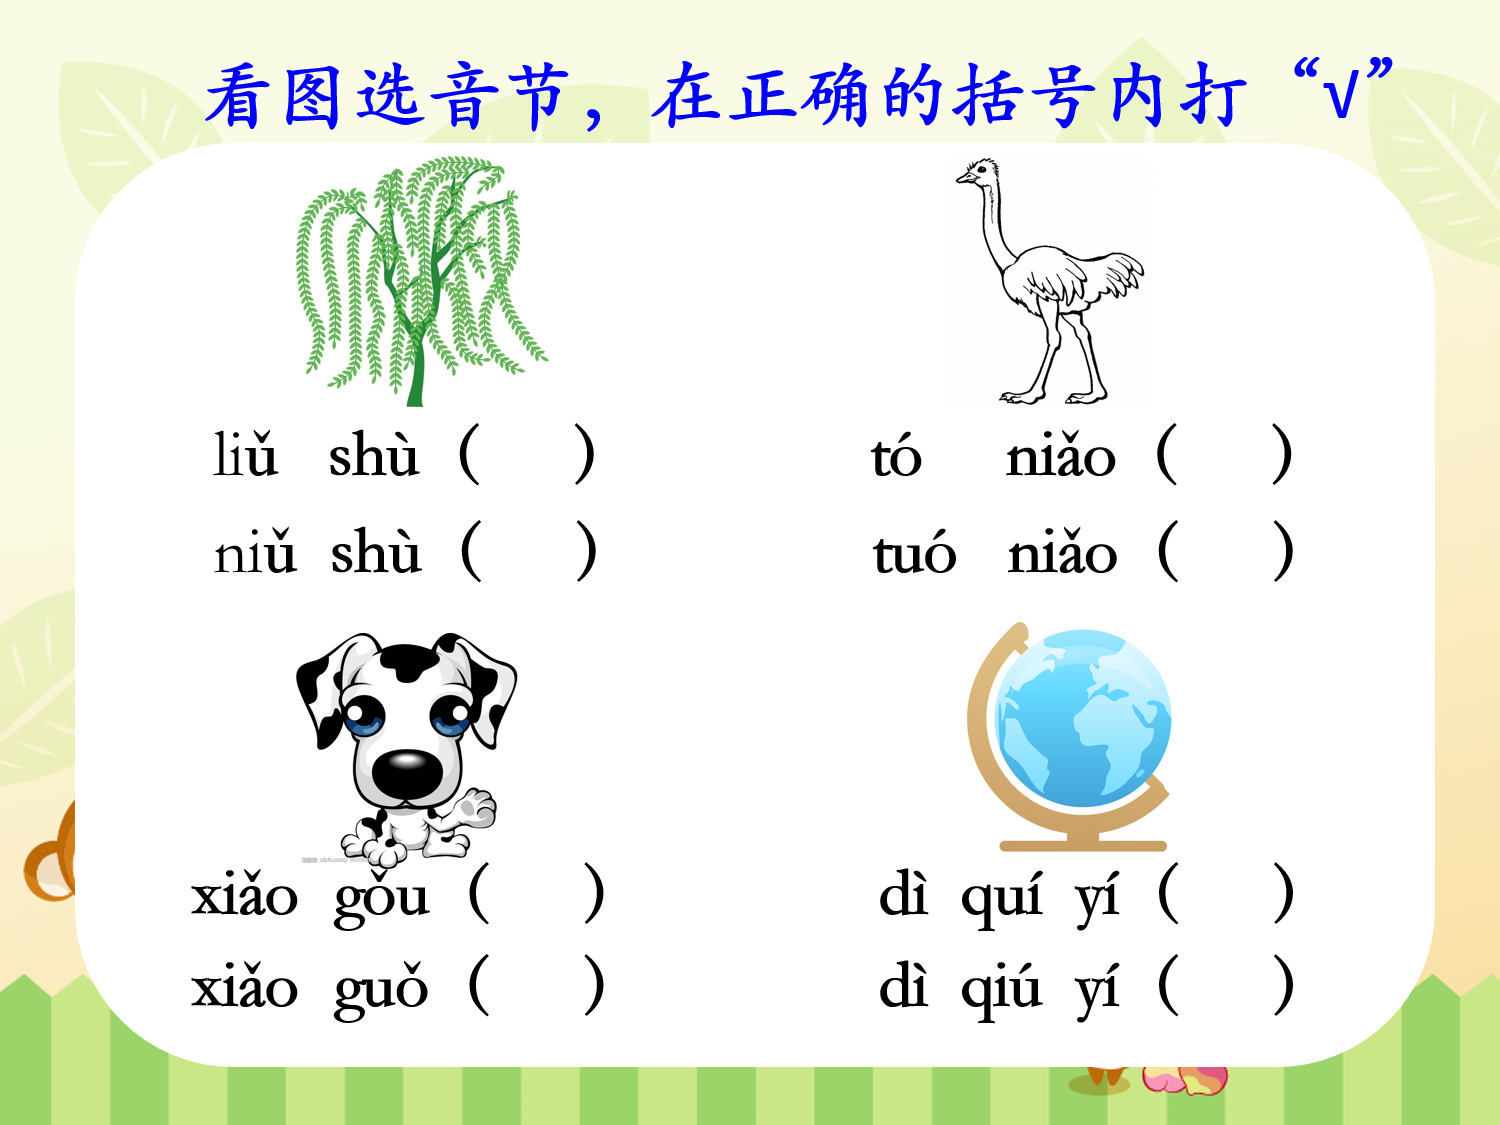 看图选音节，在正确的括号内打“√”
liǔ shù（ ）
niǔ shù（ ）
tó niǎo（ ）
tuó niǎo（ ）
xiǎo gǒu（ ）
xiǎo guǒ（ ）
dì quí yí（ ）
dì qiú yí（ ）